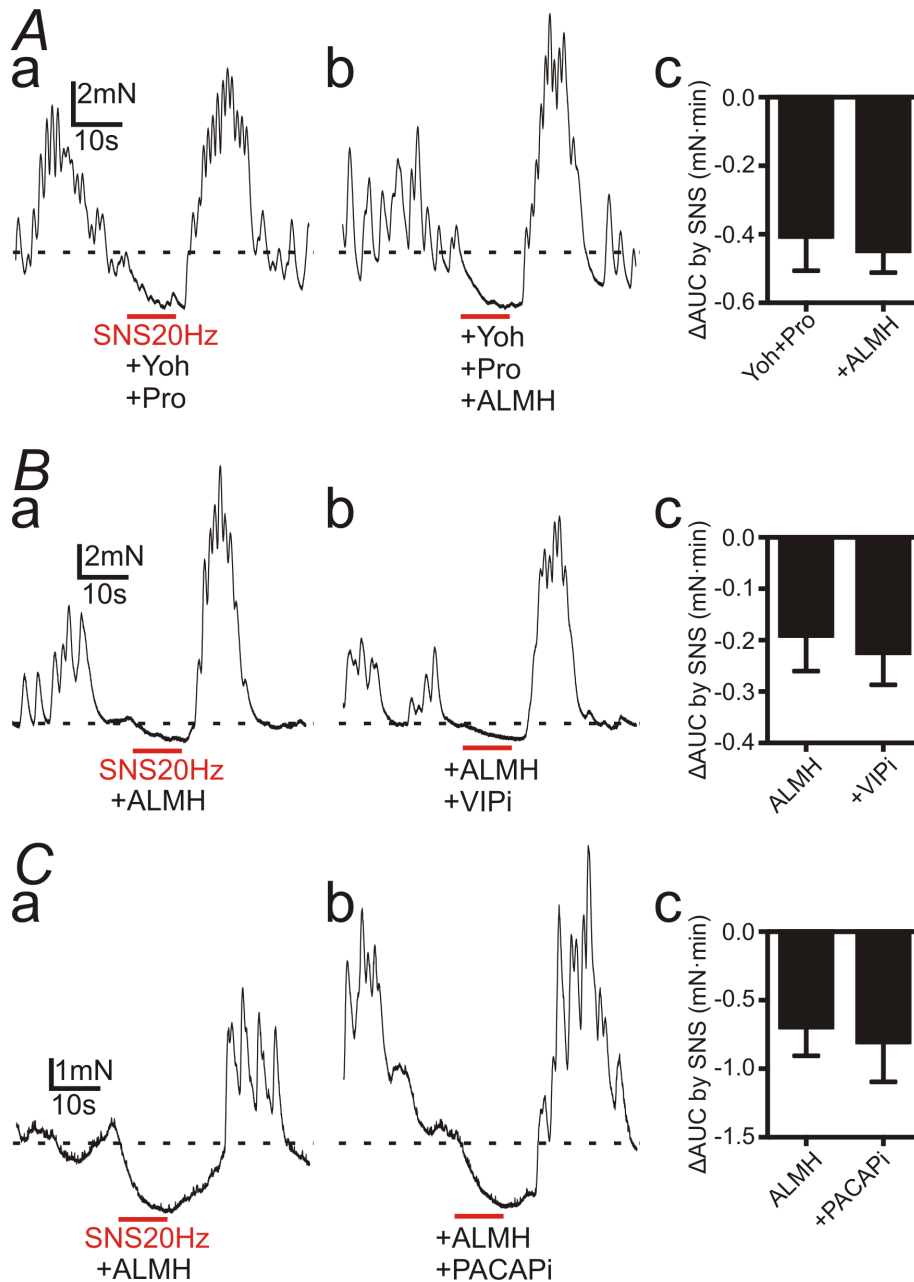 A
a
b
c
2mN
10s
SNS20Hz
+Yoh
+Pro
+Yoh
+Pro
+ALMH
ΔAUC by SNS (mN·min)
0.0
-0.2
-0.4
-0.6
Yoh+Pro
+ALMH
B
a
b
c
2mN
10s
SNS20Hz
+ALMH
+ALMH
+VIPi
ΔAUC by SNS (mN·min)
0.0
-0.1
-0.2
-0.3
-0.4
ALMH
+VIPi
C
a
b
c
1mN
10s
SNS20Hz
+ALMH
+ALMH
+PACAPi
ΔAUC by SNS (mN·min)
0.0
-0.5
-1.0
-1.5
ALMH
+PACAPi